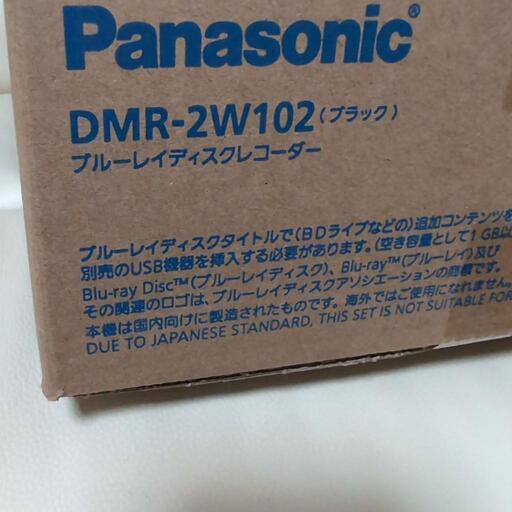 Panasonic®
DMR-2W102(ブラック)
ブルーレイディスクレコーダー
ブルーレイディスクタイトルで(BDライブなどの)追加コンテンツを
別売のUSB機器を挿入する必要があります。(空き容量として1 GB以
Blu-ray Disc™(ブルーレイディスク)、Blu-ray™(ブルーレイ)及び
その関連のロゴは、ブルーレイディスクアソシエーションの商標です。
本機は国内向けに製造されたものです。海外ではご使用になれません。
DUE TO JAPANESE STANDARD, THIS SET IS NOT SUITABLE FOR